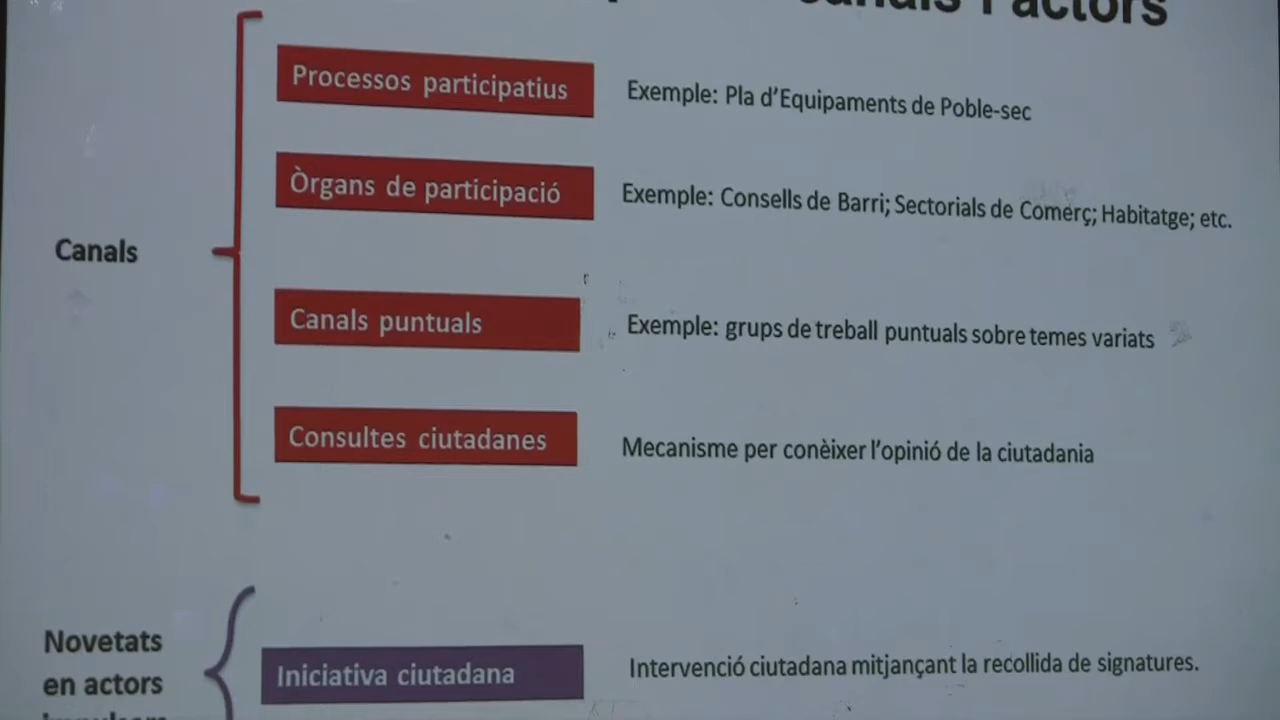 canals i actors
Processos participatius
Exemple: Pla d'Equipaments de Poble-sec
Òrgans de participació
Exemple: Consells de Barri; Sectorials de Comerç; Habitatge; etc.
Canals
Canals puntuals
Exemple: grups de treball puntuals sobre temes variats
Consultes ciutadanes
Mecanisme per conèixer l'opinió de la ciutadania
Novetats
en actors
Iniciativa ciutadana
Intervenció ciutadana mitjançant la recollida de signatures.